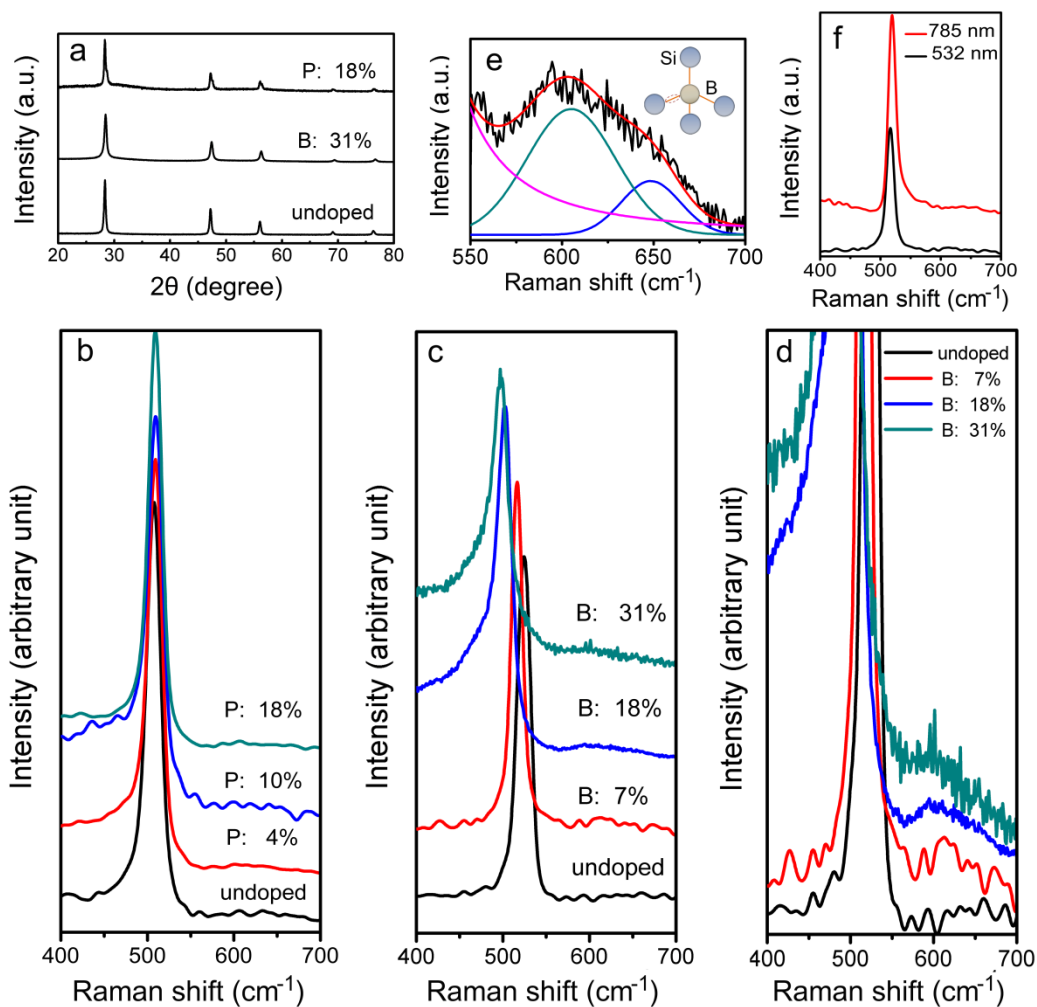 a
P: 18%
B: 31%
undoped
Intensity (a.u.)
20 30 40 50 60 70 80
2θ (degree)
e
Si
B
Intensity (a.u.)
550 600 650 700
Raman shift (cm⁻¹)
f
785 nm
532 nm
Intensity (a.u.)
400 500 600 700
Raman shift (cm⁻¹)
b
P: 18%
P: 10%
P: 4%
undoped
Intensity (arbitrary unit)
400 500 600 700
Raman shift (cm⁻¹)
c
B: 31%
B: 18%
B: 7%
undoped
Intensity (arbitrary unit)
400 500 600 700
Raman shift (cm⁻¹)
d
undoped
B: 7%
B: 18%
B: 31%
Intensity (arbitrary unit)
400 500 600 700
Raman shift (cm⁻¹)